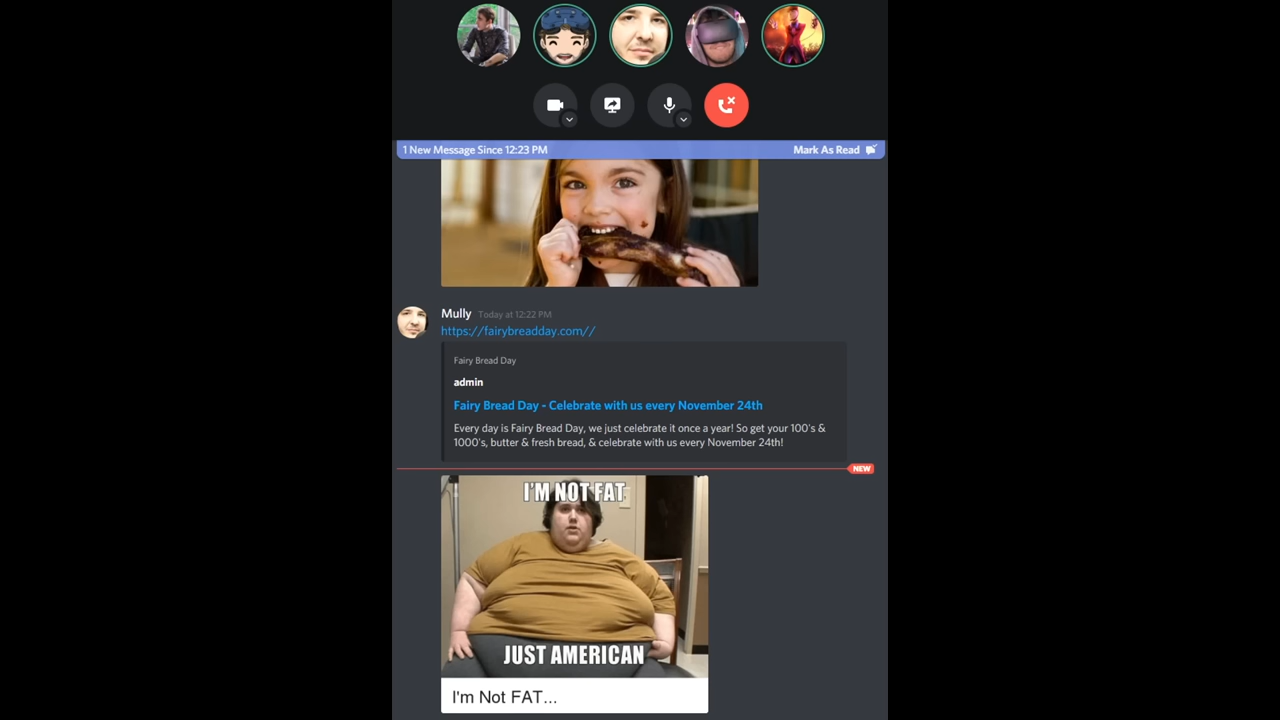 1 New Message Since 12:23 PM
Mark As Read
Mully Today at 12:22 PM
https://fairybreadday.com//
Fairy Bread Day
admin
Fairy Bread Day - Celebrate with us every November 24th
Every day is Fairy Bread Day, we just celebrate it once a year! So get your 100's &
1000's, butter & fresh bread, & celebrate with us every November 24th!
NEW
I'M NOT FAT
JUST AMERICAN
I'm Not FAT...